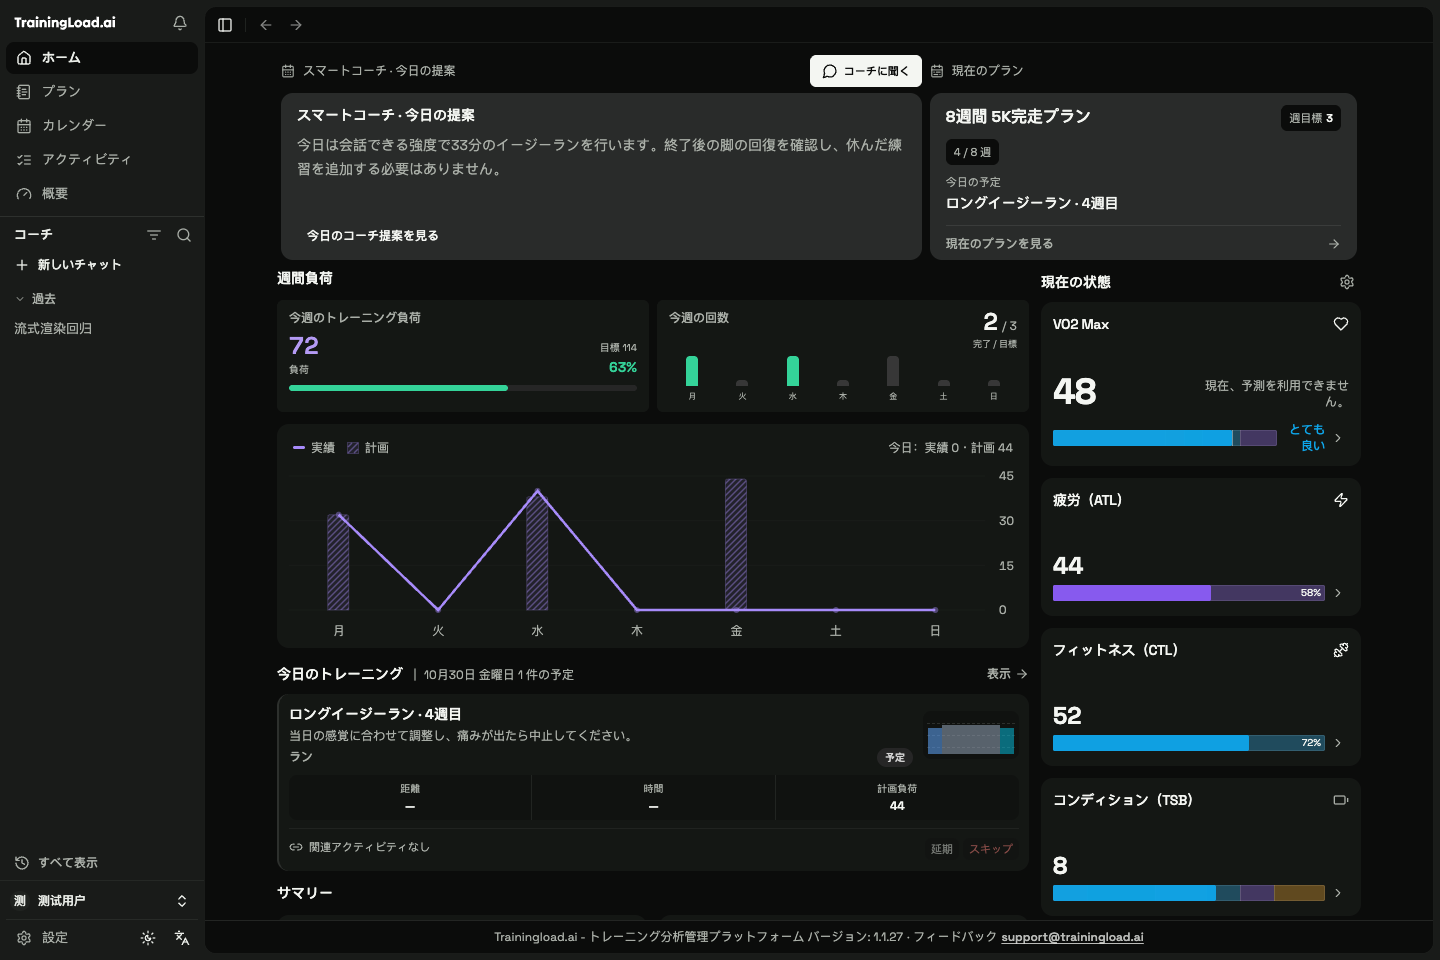 TrainingLoad.ai
ホーム
プラン
カレンダー
アクティビティ
概要
コーチ
新しいチャット
過去
流式渲染回归
すべて表示
测 测试用户
設定
スマートコーチ · 今日の提案
コーチに聞く
現在のプラン
スマートコーチ · 今日の提案
今日は会話できる強度で33分のイージーランを行います。終了後の脚の回復を確認し、休んだ練
習を追加する必要はありません。
今日のコーチ提案を見る
8週間 5K完走プラン
週目標 3
4 / 8 週
今日の予定
ロングイージーラン · 4週目
現在のプランを見る
週間負荷
今週のトレーニング負荷
72
負荷
目標 114
63%
今週の回数
2 / 3
完了 / 目標
月 火 水 木 金 土 日
実績 計画
今日: 実績 0 · 計画 44
45
30
15
0
月 火 水 木 金 土 日
今日のトレーニング | 10月30日 金曜日 1 件の予定
表示
ロングイージーラン · 4週目
当日の感覚に合わせて調整し、痛みが出たら中止してください。
ラン
予定
距離 時間 計画負荷
— — 44
関連アクティビティなし
延期 スキップ
サマリー
現在の状態
VO2 Max
48
現在、予測を利用できませ
ん。
とても
良い
疲労（ATL）
44
58%
フィットネス（CTL）
52
72%
コンディション（TSB）
8
Trainingload.ai - トレーニング分析管理プラットフォーム バージョン: 1.1.27 · フィードバック support@trainingload.ai